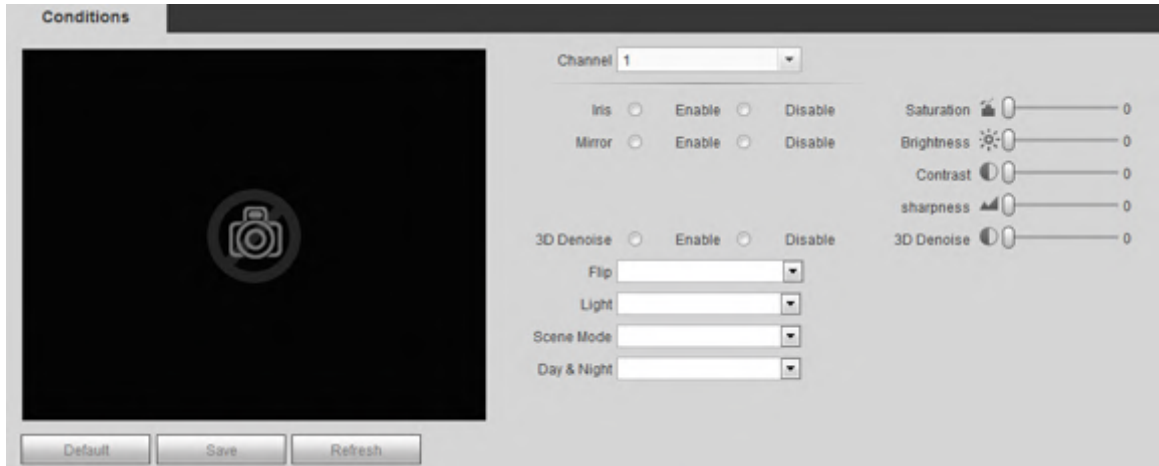 Conditions
Channel 1
Iris Enable Disable Saturation 0
Mirror Enable Disable Brightness 0
Contrast 0
sharpness 0
3D Denoise Enable Disable 3D Denoise 0
Flip
Light
Scene Mode
Day & Night
Default Save Refresh